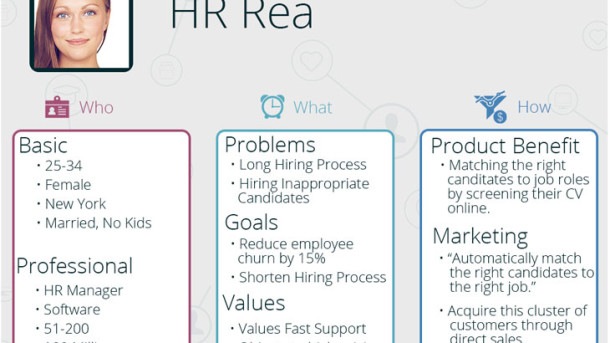 HR Rea
Who
Basic
• 25-34
• Female
• New York
• Married, No Kids
Professional
• HR Manager
• Software
• 51-200
What
Problems
• Long Hiring Process
• Hiring Inappropriate
Candidates
Goals
• Reduce employee
churn by 15%
• Shorten Hiring Process
Values
• Values Fast Support
How
Product Benefit
• Matching the right
canditates to job roles
by screening their CV
online.
Marketing
• “Automatically match
the right candidates to
the right job.”
• Acquire this cluster of
customers through
direct sales